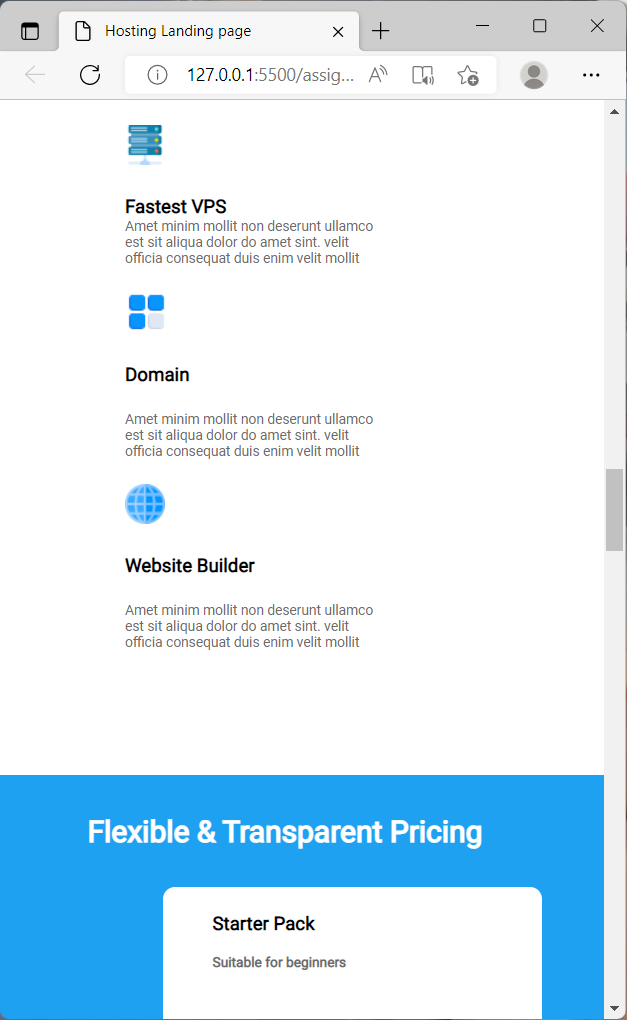 Hosting Landing page
127.0.0.1:5500/assig...
Fastest VPS
Amet minim mollit non deserunt ullamco
est sit aliqua dolor do amet sint. velit
officia consequat duis enim velit mollit
Domain
Amet minim mollit non deserunt ullamco
est sit aliqua dolor do amet sint. velit
officia consequat duis enim velit mollit
Website Builder
Amet minim mollit non deserunt ullamco
est sit aliqua dolor do amet sint. velit
officia consequat duis enim velit mollit
Flexible & Transparent Pricing
Starter Pack
Suitable for beginners